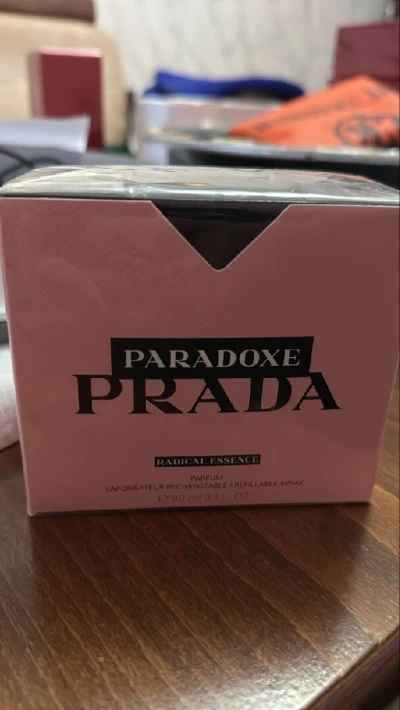 PARADOXE
PRADA
RADICAL ESSENCE
PARFUM
VAPORISATEUR RECHARGEABLE / REFILLABLE SPRAY
℮ 90 ml 3 FL. OZ